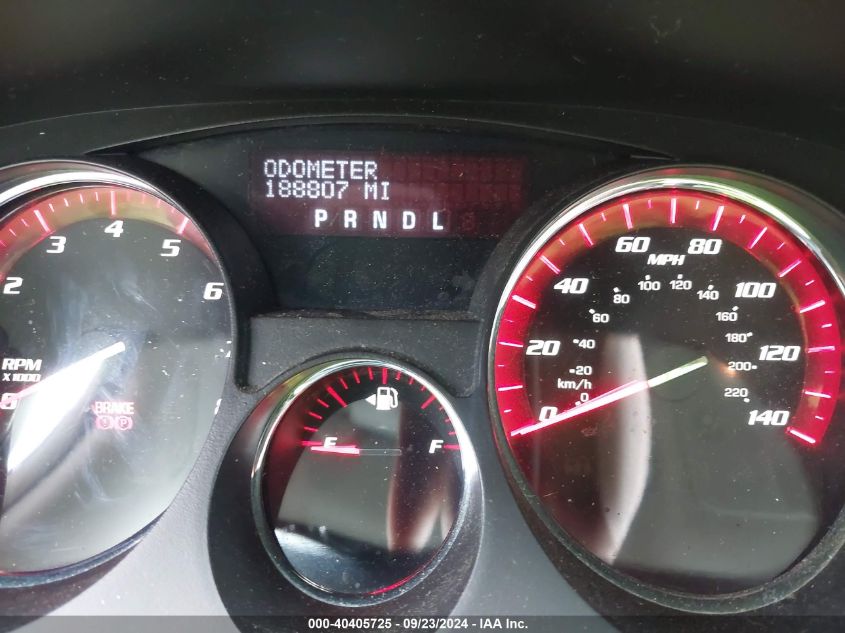 ODOMETER
188807 MI
P R N D L
2 3 4 5 6
RPM
X1000
BRAKE
P
E F
0 20 40 60 80 100 120 140
MPH
0 20 40 60 80 100 120 140 160 180 200 220
km/h
000-40405725 - 09/23/2024 - IAA Inc.